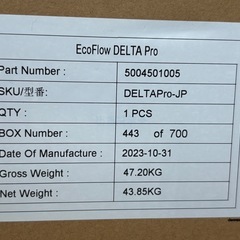 EcoFlow DELTA Pro
Part Number : 5004501005
SKU/型番: DELTAPro-JP
QTY : 1 PCS
BOX Number : 443 of 700
Date Of Manufacture : 2023-10-31
Gross Weight : 47.20KG
Net Weight : 43.85KG